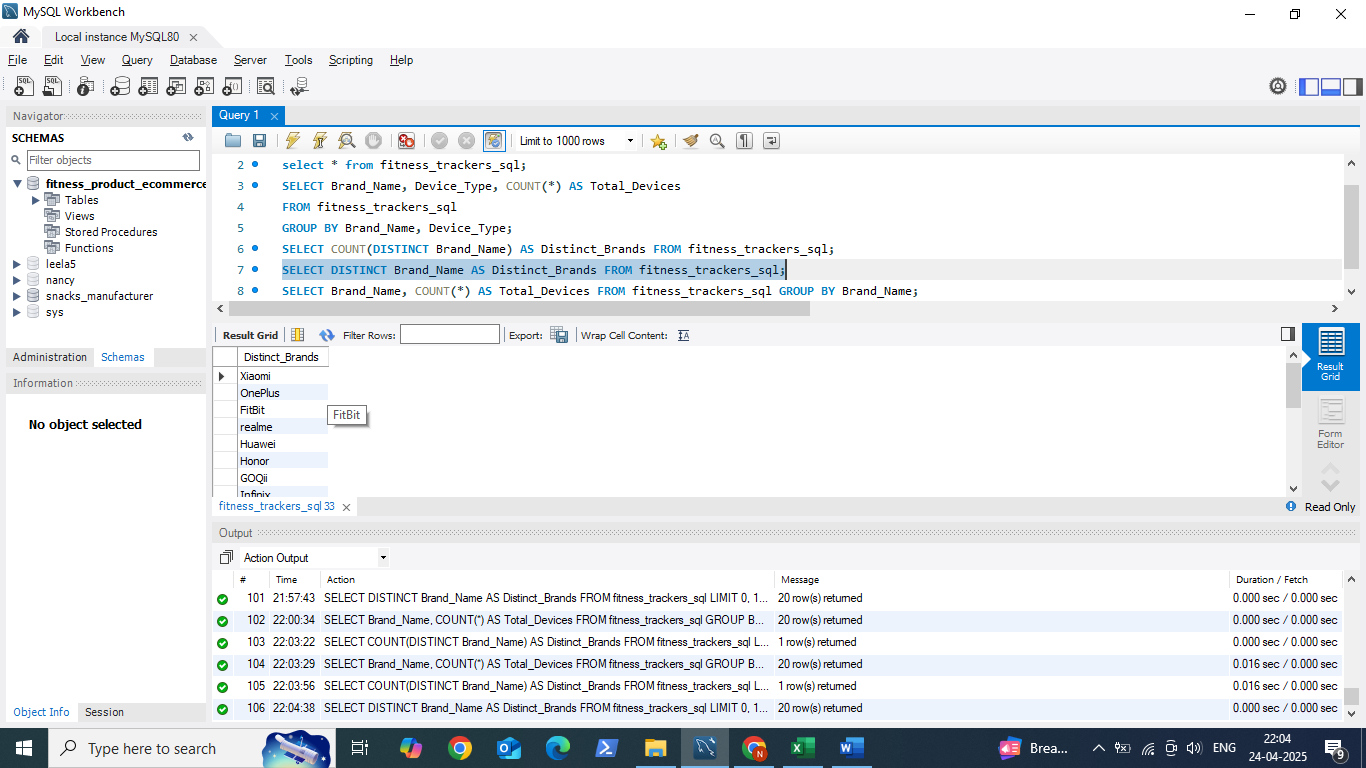 MySQL Workbench
Local instance MySQL80
File Edit View Query Database Server Tools Scripting Help
Navigator
SCHEMAS
Filter objects
fitness_product_ecommerce
Tables
Views
Stored Procedures
Functions
leela5
nancy
snacks_manufacturer
sys
Administration Schemas
Information
No object selected
Object Info Session
Query 1
Limit to 1000 rows
2 select * from fitness_trackers_sql;
3 SELECT Brand_Name, Device_Type, COUNT(*) AS Total_Devices
4 FROM fitness_trackers_sql
5 GROUP BY Brand_Name, Device_Type;
6 SELECT COUNT(DISTINCT Brand_Name) AS Distinct_Brands FROM fitness_trackers_sql;
7 SELECT DISTINCT Brand_Name AS Distinct_Brands FROM fitness_trackers_sql;
8 SELECT Brand_Name, COUNT(*) AS Total_Devices FROM fitness_trackers_sql GROUP BY Brand_Name;
Result Grid Filter Rows: Export: Wrap Cell Content:
Distinct_Brands
Xiaomi
OnePlus
FitBit
FitBit
realme
Huawei
Honor
GOQii
Infinix
Result
Grid
Form
Editor
fitness_trackers_sql 33
Read Only
Output
Action Output
# Time Action Message Duration / Fetch
101 21:57:43 SELECT DISTINCT Brand_Name AS Distinct_Brands FROM fitness_trackers_sql LIMIT 0, 1... 20 row(s) returned 0.000 sec / 0.000 sec
102 22:00:34 SELECT Brand_Name, COUNT(*) AS Total_Devices FROM fitness_trackers_sql GROUP B... 20 row(s) returned 0.000 sec / 0.000 sec
103 22:03:22 SELECT COUNT(DISTINCT Brand_Name) AS Distinct_Brands FROM fitness_trackers_sql L... 1 row(s) returned 0.000 sec / 0.000 sec
104 22:03:29 SELECT Brand_Name, COUNT(*) AS Total_Devices FROM fitness_trackers_sql GROUP B... 20 row(s) returned 0.016 sec / 0.000 sec
105 22:03:56 SELECT COUNT(DISTINCT Brand_Name) AS Distinct_Brands FROM fitness_trackers_sql L... 1 row(s) returned 0.016 sec / 0.000 sec
106 22:04:38 SELECT DISTINCT Brand_Name AS Distinct_Brands FROM fitness_trackers_sql LIMIT 0, 1... 20 row(s) returned 0.000 sec / 0.000 sec
Type here to search
Brea...
ENG
22:04
24-04-2025
9